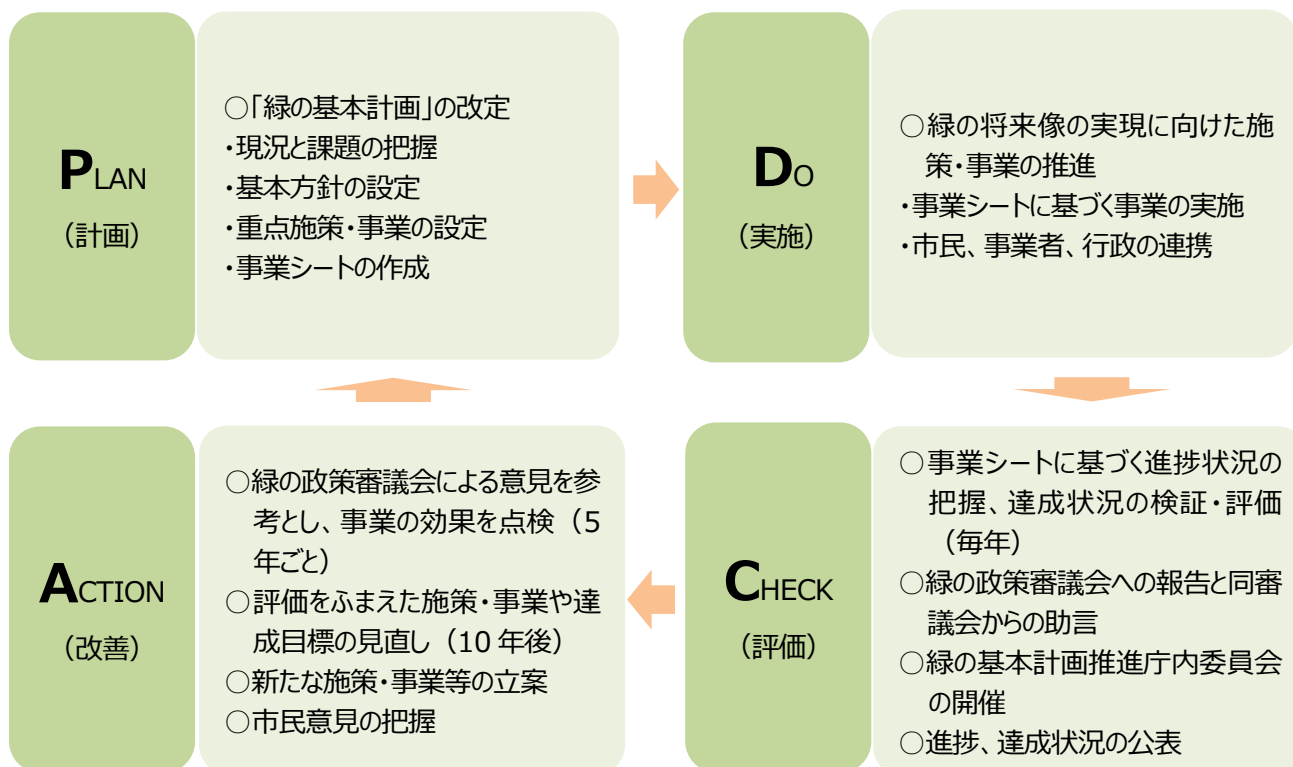 PLAN
（計画）
○「緑の基本計画」の改定
・現況と課題の把握
・基本方針の設定
・重点施策・事業の設定
・事業シートの作成
DO
（実施）
○緑の将来像の実現に向けた施
策・事業の推進
・事業シートに基づく事業の実施
・市民、事業者、行政の連携
ACTION
（改善）
○緑の政策審議会による意見を参
考とし、事業の効果を点検（5
年ごと）
○評価をふまえた施策・事業や達
成目標の見直し（10 年後）
○新たな施策・事業等の立案
○市民意見の把握
CHECK
（評価）
○事業シートに基づく進捗状況の
把握、達成状況の検証・評価
（毎年）
○緑の政策審議会への報告と同審
議会からの助言
○緑の基本計画推進庁内委員会
の開催
○進捗、達成状況の公表